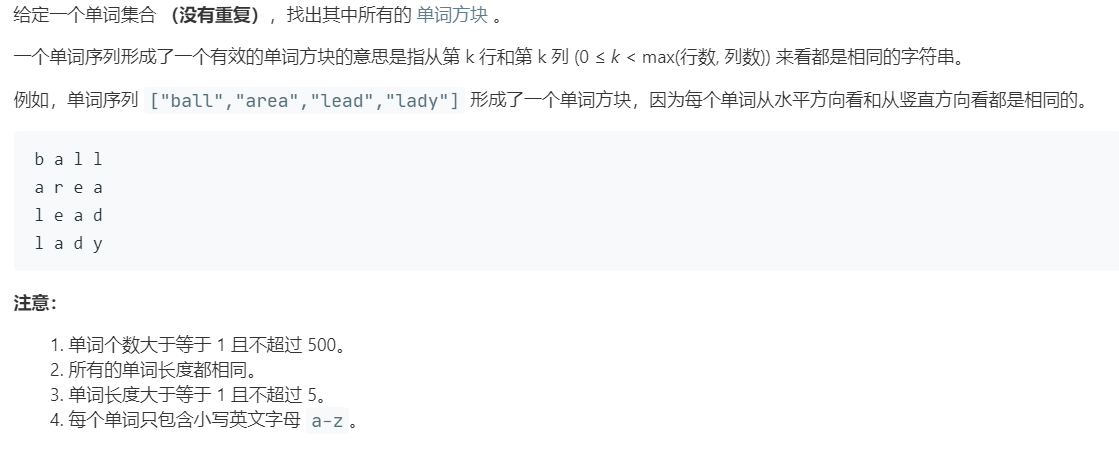 给定一个单词集合 （没有重复），找出其中所有的 单词方块 。
一个单词序列形成了一个有效的单词方块的意思是指从第 k 行和第 k 列 (0 ≤ k < max(行数, 列数)) 来看都是相同的字符串。
例如，单词序列 ["ball","area","lead","lady"] 形成了一个单词方块，因为每个单词从水平方向看和从竖直方向看都是相同的。
b a l l
a r e a
l e a d
l a d y
注意：
1. 单词个数大于等于 1 且不超过 500。
2. 所有的单词长度都相同。
3. 单词长度大于等于 1 且不超过 5。
4. 每个单词只包含小写英文字母 a-z 。